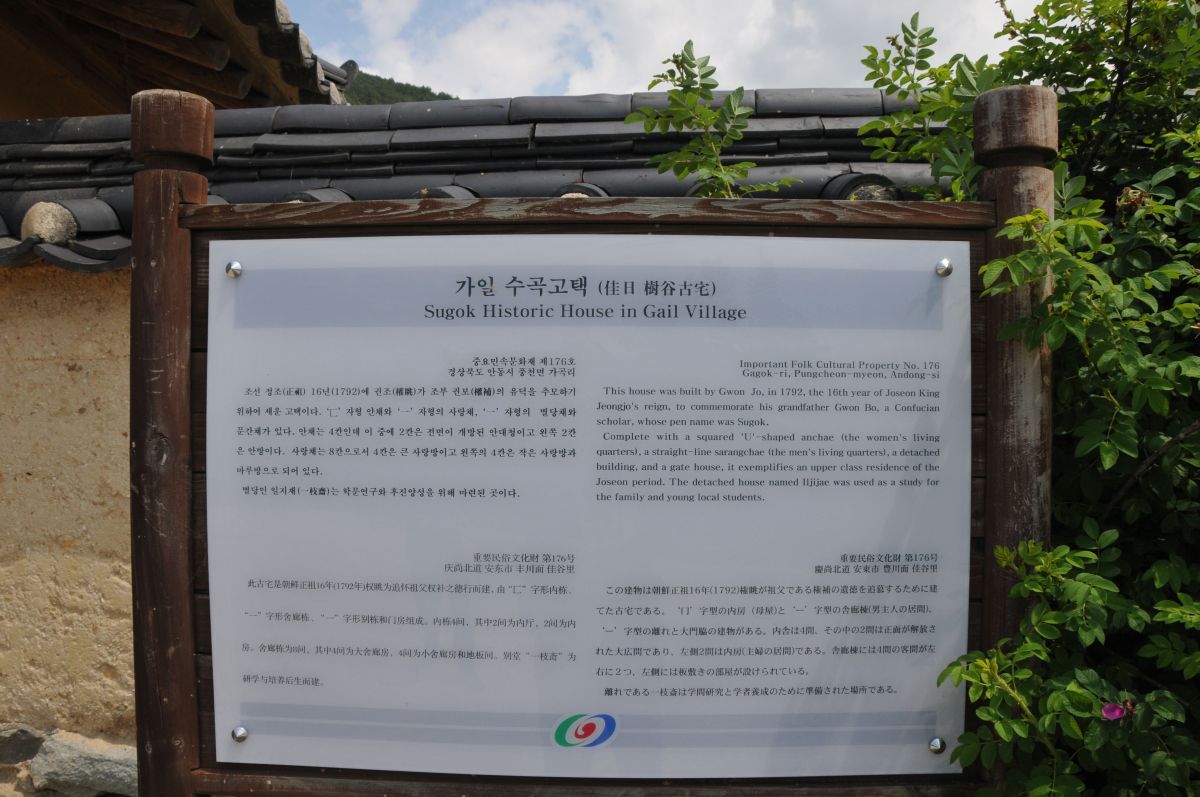 가일 수곡고택 (佳日 樹谷古宅)
Sugok Historic House in Gail Village
중요민속문화재 제176호
경상북도 안동시 풍천면 가곡리
조선 정조(正祖) 16년(1792)에 권조(權眺)가 조부 권보(權補)의 유덕을 추모하기
위하여 세운 고택이다. 'ㄷ' 자형 안채와 'ㅡ' 자형의 사랑채, 'ㅡ' 자형의 별당채와
문간채가 있다. 안채는 4칸인데 이 중에 2칸은 전면이 개방된 안대청이고 왼쪽 2칸
은 안방이다. 사랑채는 8칸으로서 4칸은 큰 사랑방이고 왼쪽의 4칸은 작은 사랑방과
마루방으로 되어 있다.
별당인 일지재(一枝齋)는 학문연구와 후진양성을 위해 마련된 곳이다.
Important Folk Cultural Property No. 176
Gagok-ri, Pungcheon-myeon, Andong-si
This house was built by Gwon Jo, in 1792, the 16th year of Joseon King
Jeongjo's reign, to commemorate his grandfather Gwon Bo, a Confucian
scholar, whose pen name was Sugok.
Complete with a squared 'U'-shaped anchae (the women's living
quarters), a straight-line sarangchae (the men's living quarters), a detached
building, and a gate house, it exemplifies an upper class residence of the
Joseon period. The detached house named Iljijae was used as a study for
the family and young local students.
重要民俗文化財 第176号
庆尚北道 安东市 丰川面 佳谷里
此古宅是朝鲜正祖16年(1792年)权眺为追怀祖父权补之德行而建，由“匚”字形内栋、
“一”字形舍廊栋、“一”字形别栋和门房组成。内栋4间，其中2间为内厅，2间为内
房。舍廊栋为8间，其中4间为大舍廊房，4间为小舍廊房和地板间。别堂“一枝斋”为
研学与培养后生而建。
重要民俗文化財 第176号
慶尚北道 安東市 豊川面 佳谷里
この建物は朝鮮正祖16年(1792)権眺が祖父である権補の遺徳を追慕するために建
てた古宅である。'冂' 字型の内房（母屋)と '一' 字型の舎廊棟(男主人の居間)、
'一' 字型の離れと大門脇の建物がある。内舎は4間、その中の2間は正面が解放さ
れた大広間であり、左側2間は内房(主婦の居間)である。舎廊棟には4間の客間が左
右に２つ、左側には板敷きの部屋が設けられている。
離れである一枝斎は学問研究と学者養成のために準備された場所である。